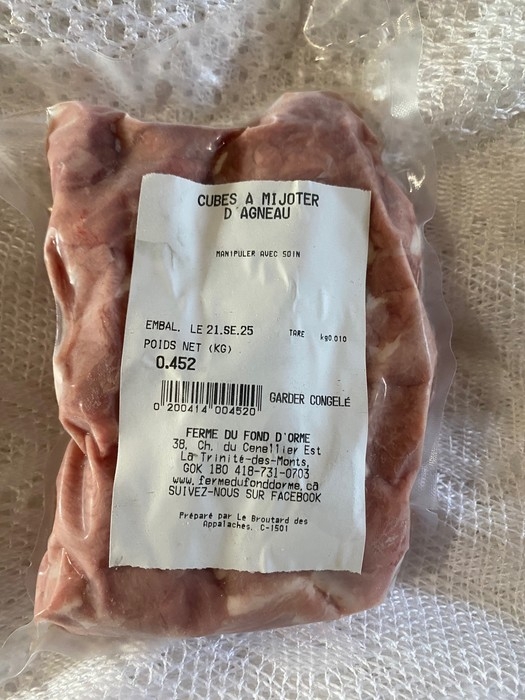 CUBES A MIJOTER
D'AGNEAU
MANIPULER AVEC SOIN
EMBAL. LE 21.SE.25 TARE kg0.010
POIDS NET (KG)
0.452
0 200414 004520 GARDER CONGELÉ
FERME DU FOND D'ORME
38, Ch. du Cenellier Est
La Trinité-des-Monts,
G0K 1B0 418-731-0703
www.fermedufonddorme.ca
SUIVEZ-NOUS SUR FACEBOOK
Préparé par Le Broutard des
Appalaches. C-1501